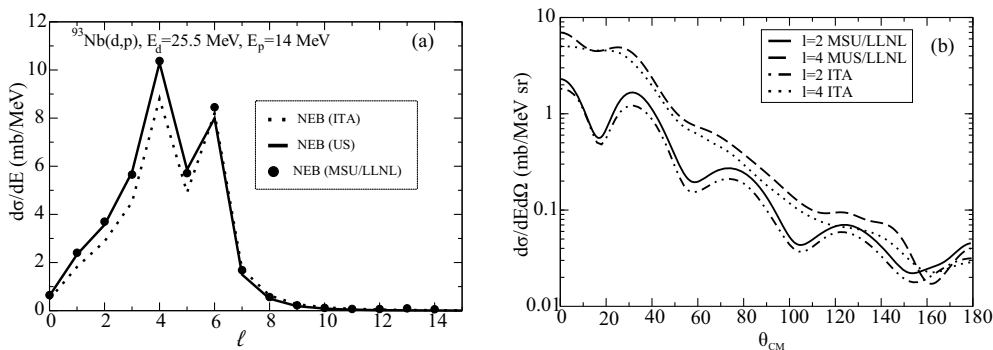 ⁹³Nb(d,p), E_d=25.5 MeV, E_p=14 MeV
(a)
12
10
8
6
4
2
0
dσ/dE (mb/MeV)
NEB (ITA)
NEB (US)
NEB (MSU/LLNL)
0 2 4 6 8 10 12 14
ℓ
(b)
l=2 MSU/LLNL
l=4 MUS/LLNL
l=2 ITA
l=4 ITA
10
1
0.1
0.01
dσ/dEdΩ (mb/MeV sr)
0 20 40 60 80 100 120 140 160 180
θ_CM